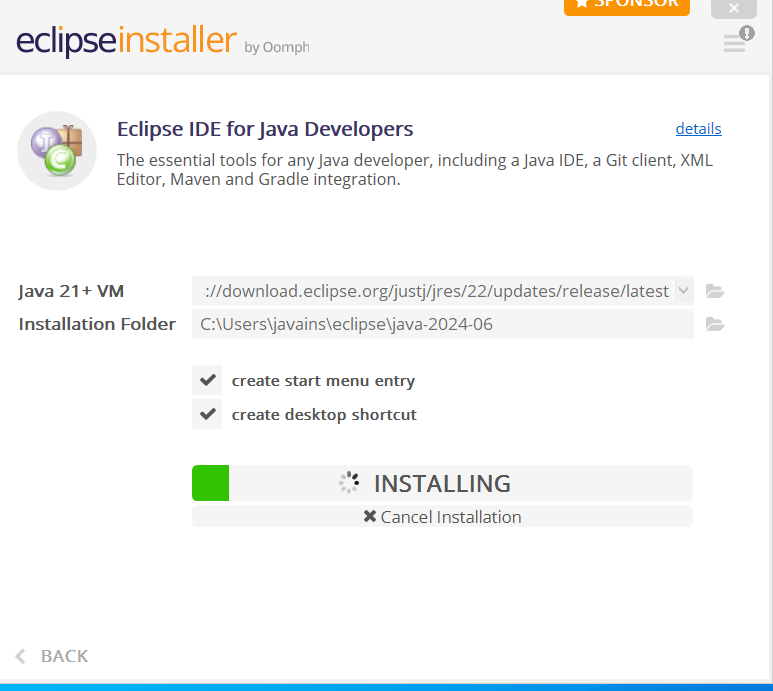 SPONSOR
eclipseinstaller by Oomph
Eclipse IDE for Java Developers
details
The essential tools for any Java developer, including a Java IDE, a Git client, XML
Editor, Maven and Gradle integration.
Java 21+ VM
://download.eclipse.org/justj/jres/22/updates/release/latest
Installation Folder
C:\Users\javains\eclipse\java-2024-06
create start menu entry
create desktop shortcut
INSTALLING
Cancel Installation
BACK